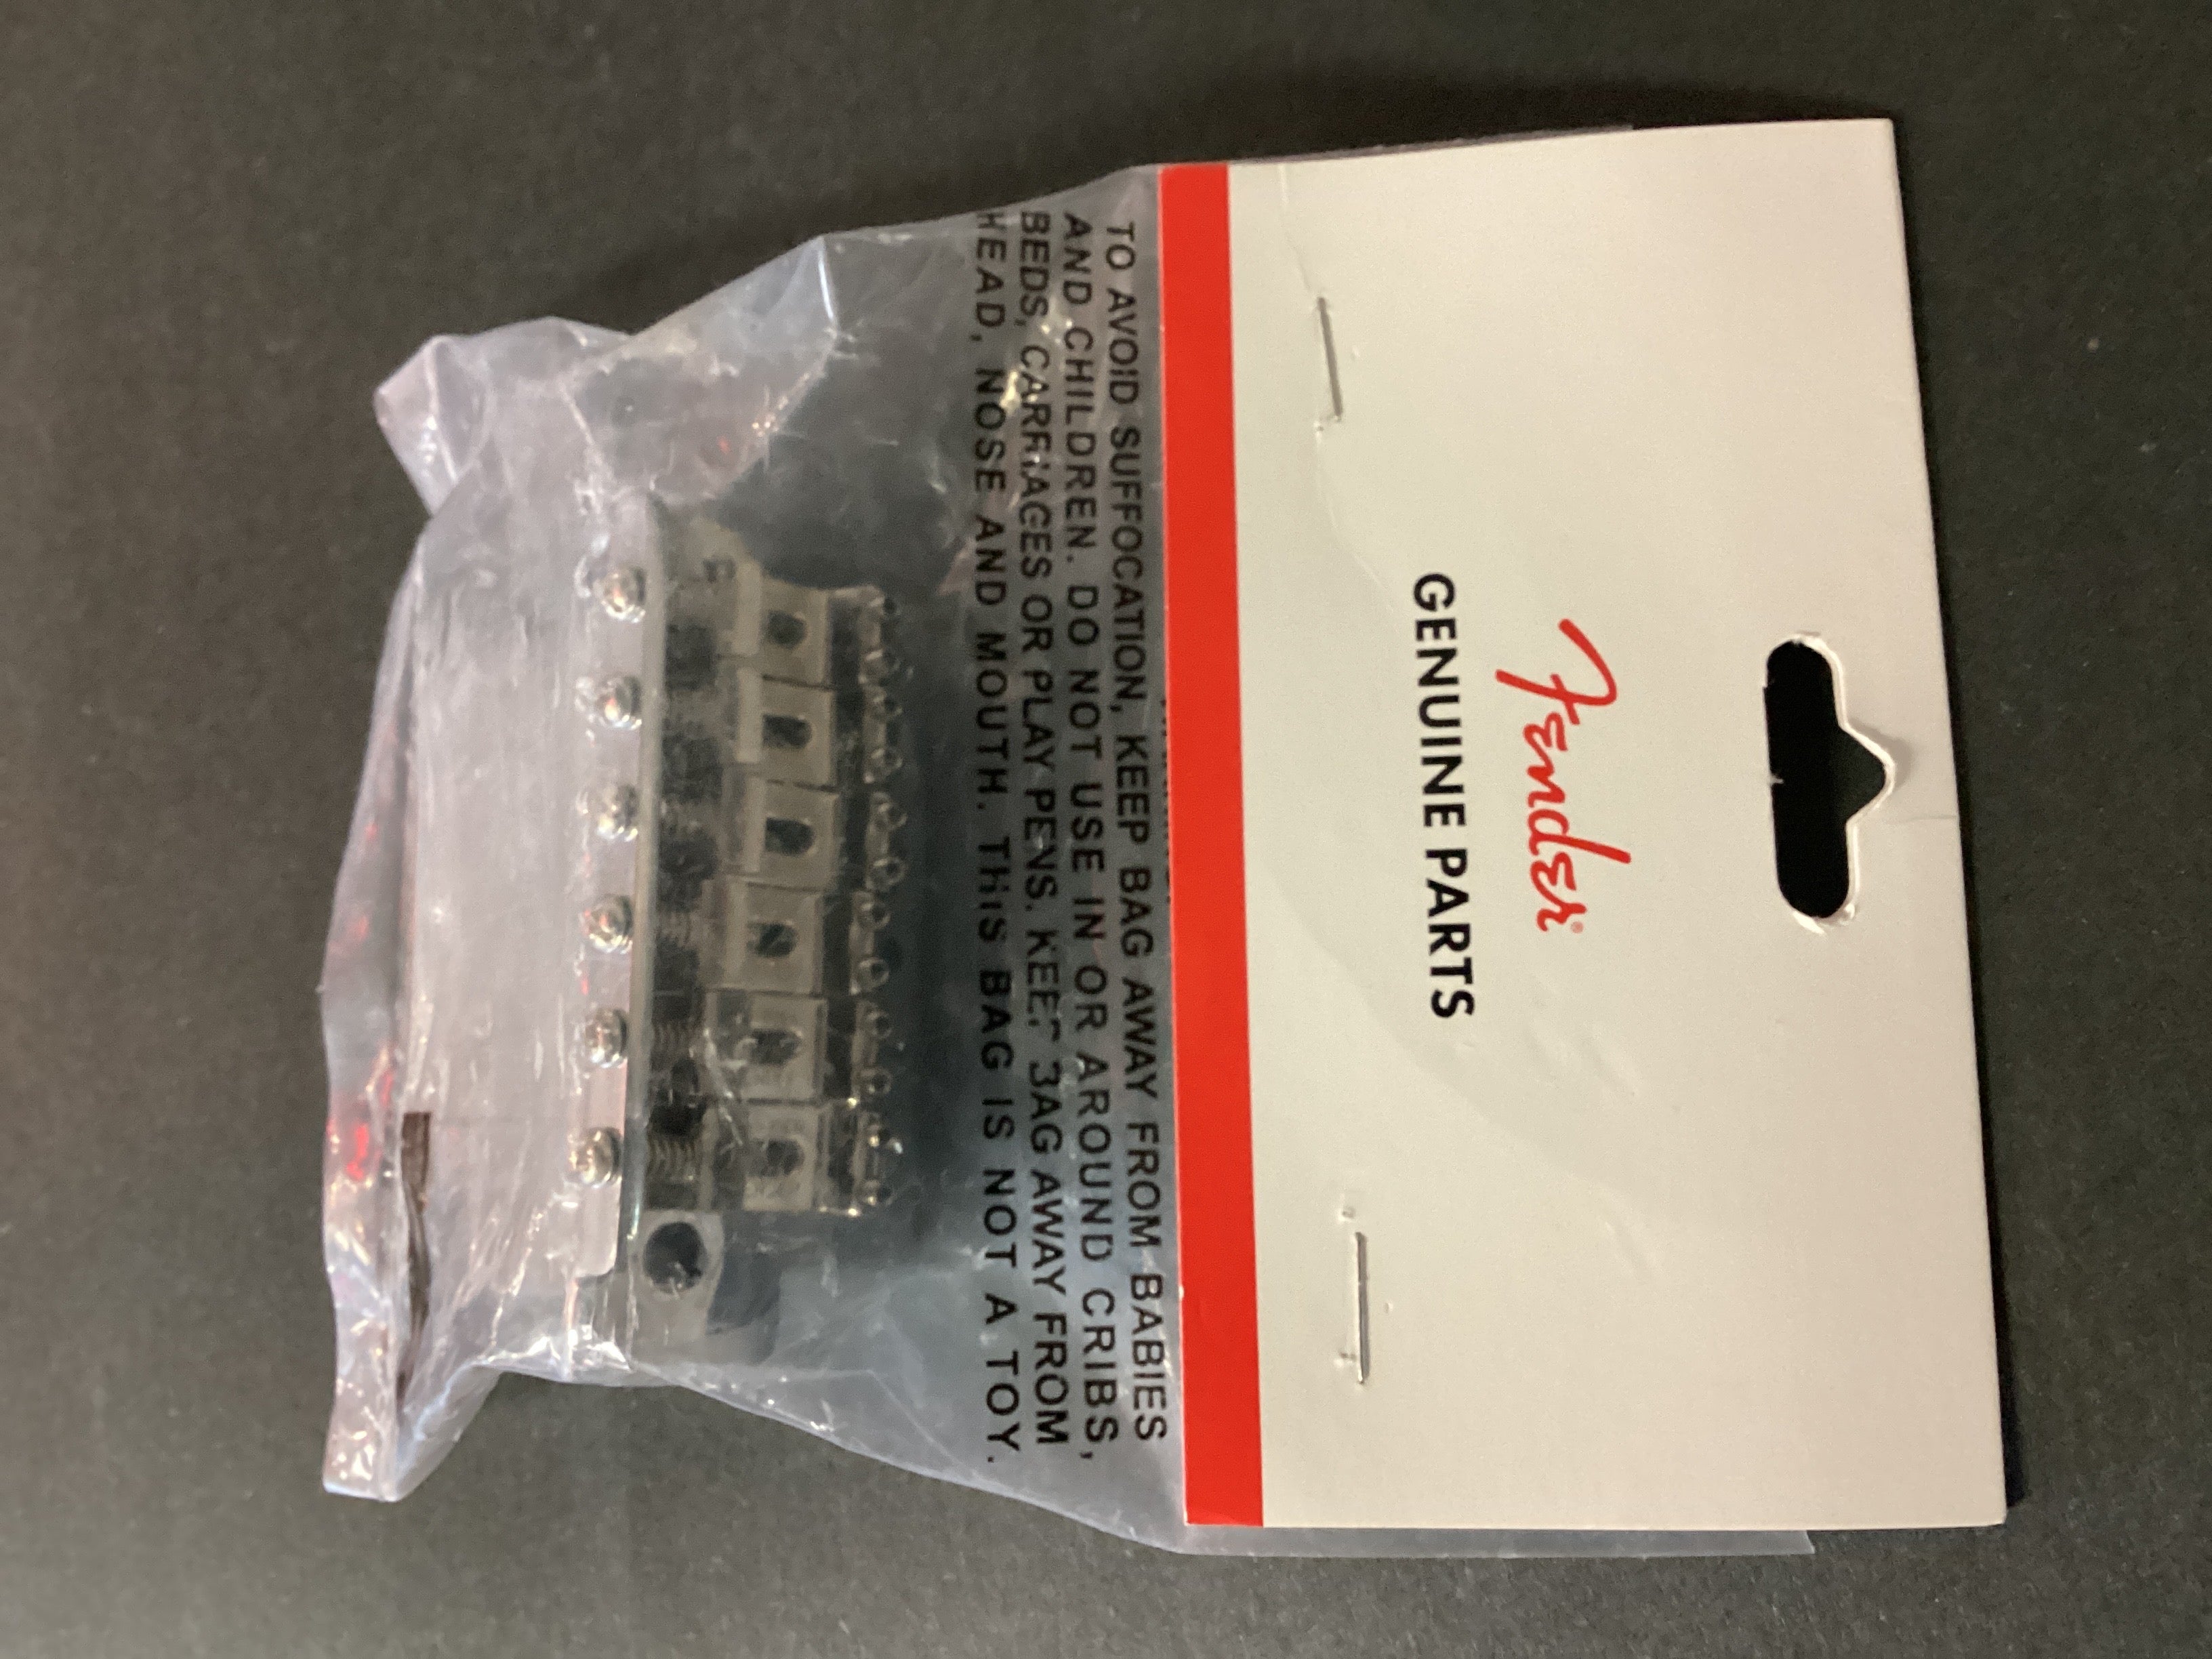 Fender®
GENUINE PARTS
TO AVOID SUFFOCATION, KEEP BAG AWAY FROM BABIES
AND CHILDREN. DO NOT USE IN OR AROUND CRIBS,
BEDS, CARRIAGES OR PLAY PENS. KEEP BAG AWAY FROM
HEAD, NOSE AND MOUTH. THIS BAG IS NOT A TOY.